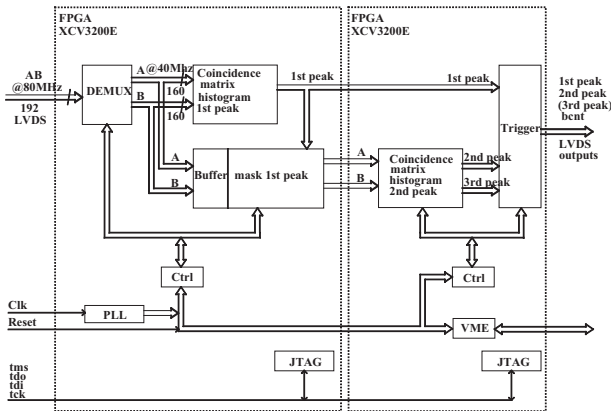 FPGA
XCV3200E
FPGA
XCV3200E
AB
@80MHz
192
LVDS
DEMUX
A @40Mhz
160
B
160
Coincidence
matrix
histogram
1st peak
1st peak
1st peak
1st peak
2nd peak
(3rd peak)
bcnt
LVDS
outputs
Trigger
A
B
Buffer
mask 1st peak
A
B
Coincidence
matrix
histogram
2nd peak
2nd peak
3rd peak
Ctrl
Ctrl
Clk
PLL
Reset
VME
JTAG
JTAG
tms
tdo
tdi
tck